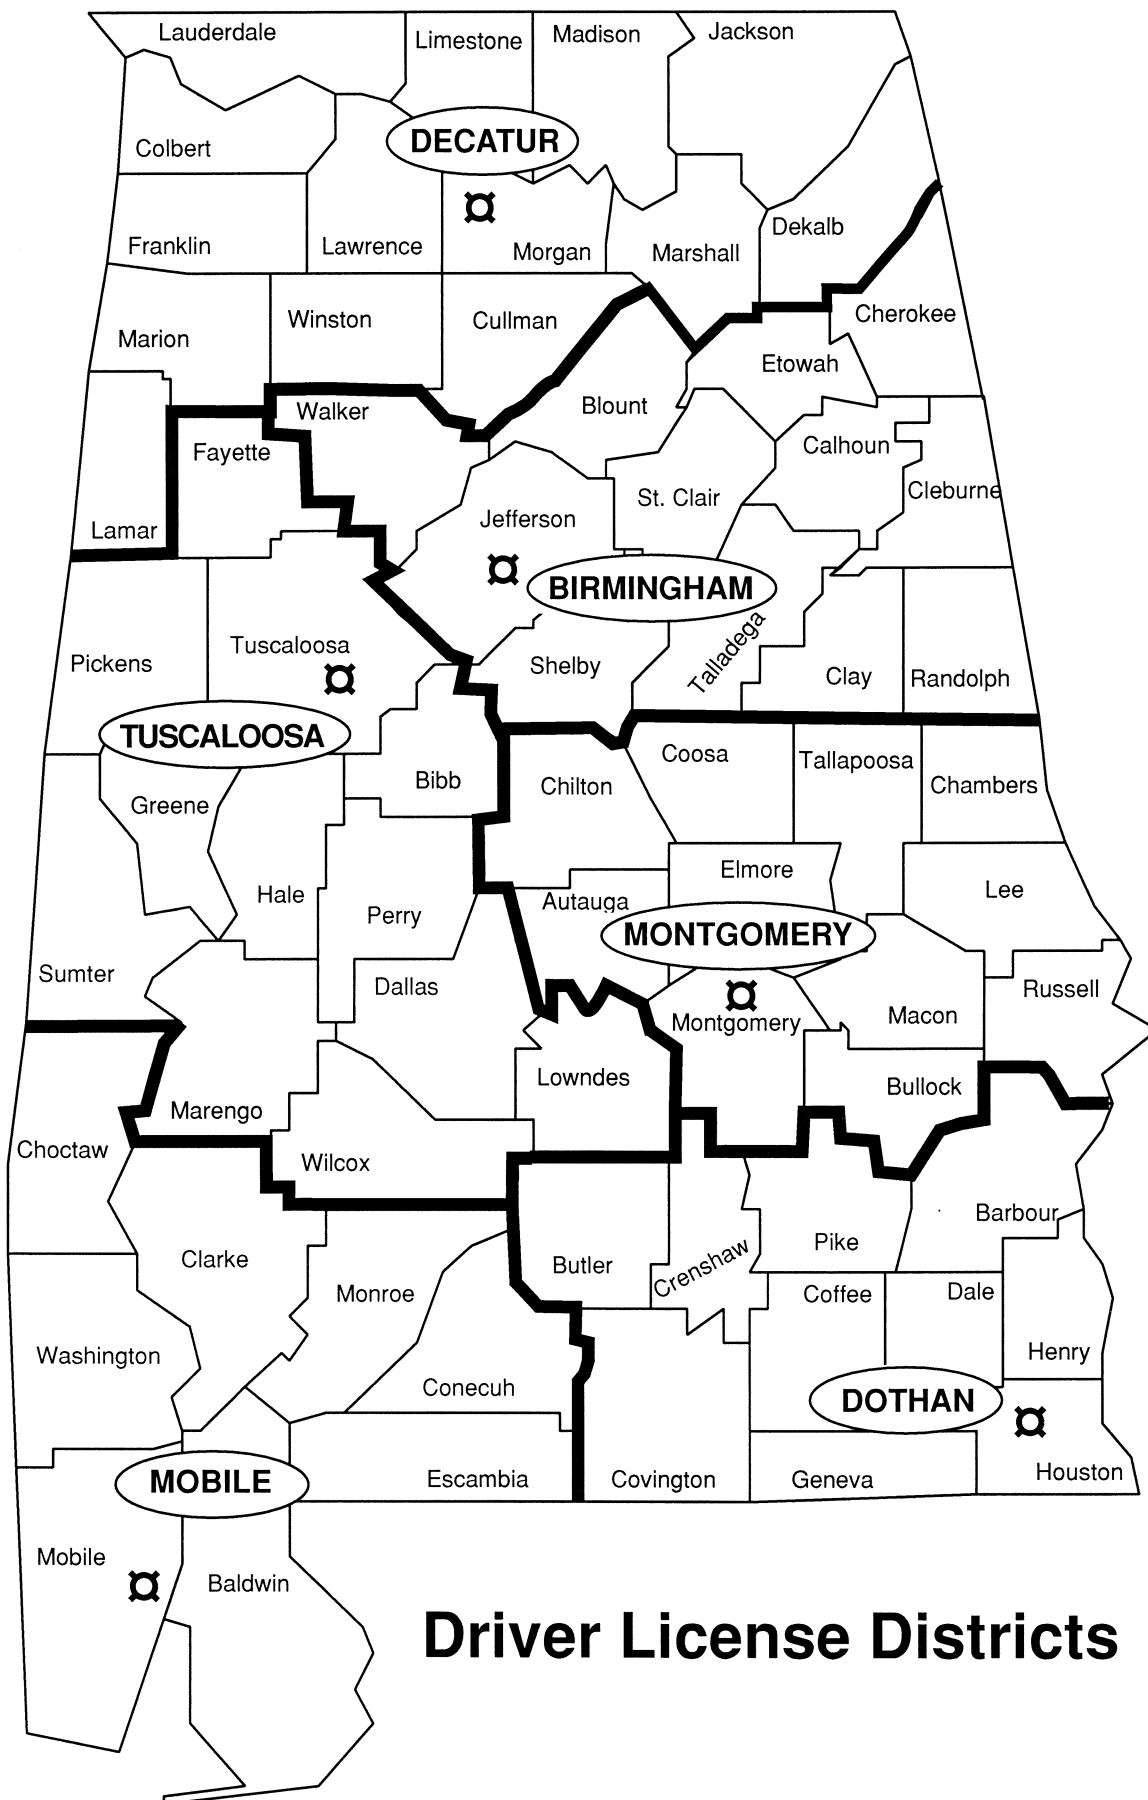 Lauderdale
Limestone
Madison
Jackson
Colbert
DECATUR
Franklin
Lawrence
Morgan
Marshall
Dekalb
Marion
Winston
Cullman
Etowah
Cherokee
Walker
Blount
Fayette
Calhoun
Lamar
Jefferson
St. Clair
Cleburne
BIRMINGHAM
Pickens
Tuscaloosa
Shelby
Talladega
Clay
Randolph
TUSCALOOSA
Greene
Bibb
Chilton
Coosa
Tallapoosa
Chambers
Hale
Perry
Autauga
Elmore
Lee
MONTGOMERY
Sumter
Dallas
Montgomery
Macon
Russell
Marengo
Lowndes
Bullock
Choctaw
Wilcox
Clarke
Butler
Crenshaw
Pike
Barbour
Monroe
Coffee
Dale
Washington
Conecuh
Henry
DOTHAN
MOBILE
Escambia
Covington
Geneva
Houston
Mobile
Baldwin
Driver License Districts